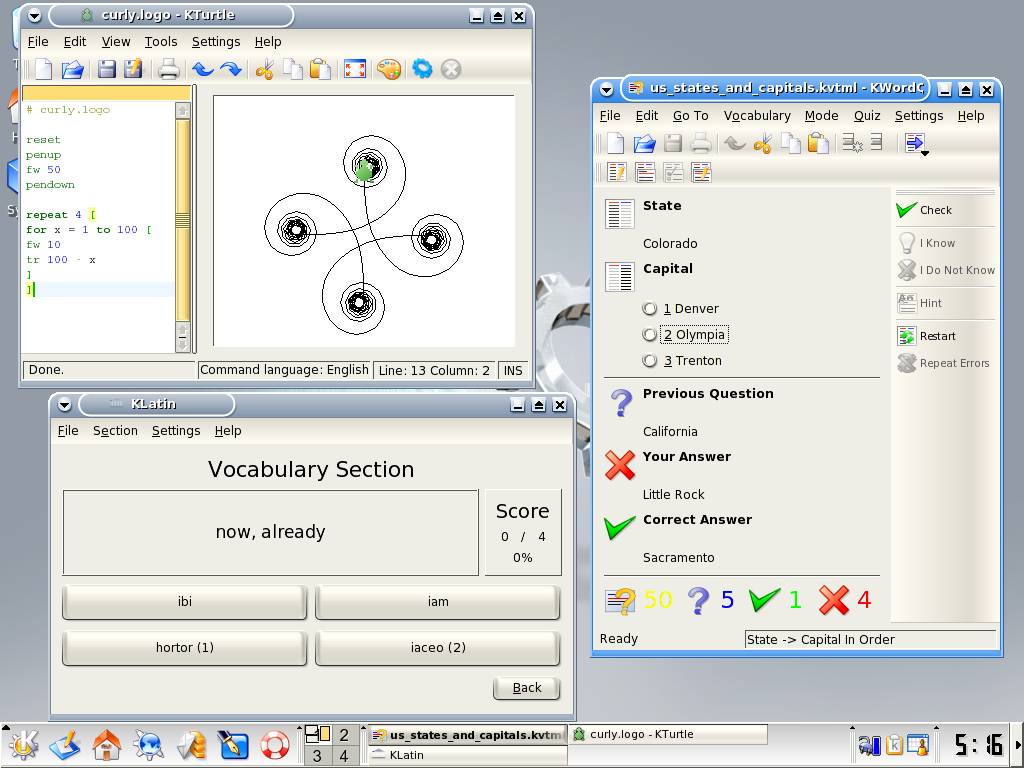 curly.logo - KTurtle
File Edit View Tools Settings Help
# curly.logo
reset
penup
fw 50
pendown
repeat 4 [
for x = 1 to 100 [
fw 10
tr 100 - x
]
]
Done.
Command language: English
Line: 13 Column: 2
INS
us_states_and_capitals.kvtml - KWordQ
File Edit Go To Vocabulary Mode Quiz Settings Help
State
Colorado
Capital
1 Denver
2 Olympia
3 Trenton
Previous Question
California
Your Answer
Little Rock
Correct Answer
Sacramento
50 5 1 4
Ready
State -> Capital In Order
Check
I Know
I Do Not Know
Hint
Restart
Repeat Errors
KLatin
File Section Settings Help
Vocabulary Section
now, already
Score
0 / 4
0%
ibi
iam
hortor (1)
iaceo (2)
Back
2
3 4
us_states_and_capitals.kvtml
KLatin
curly.logo - KTurtle
5:16